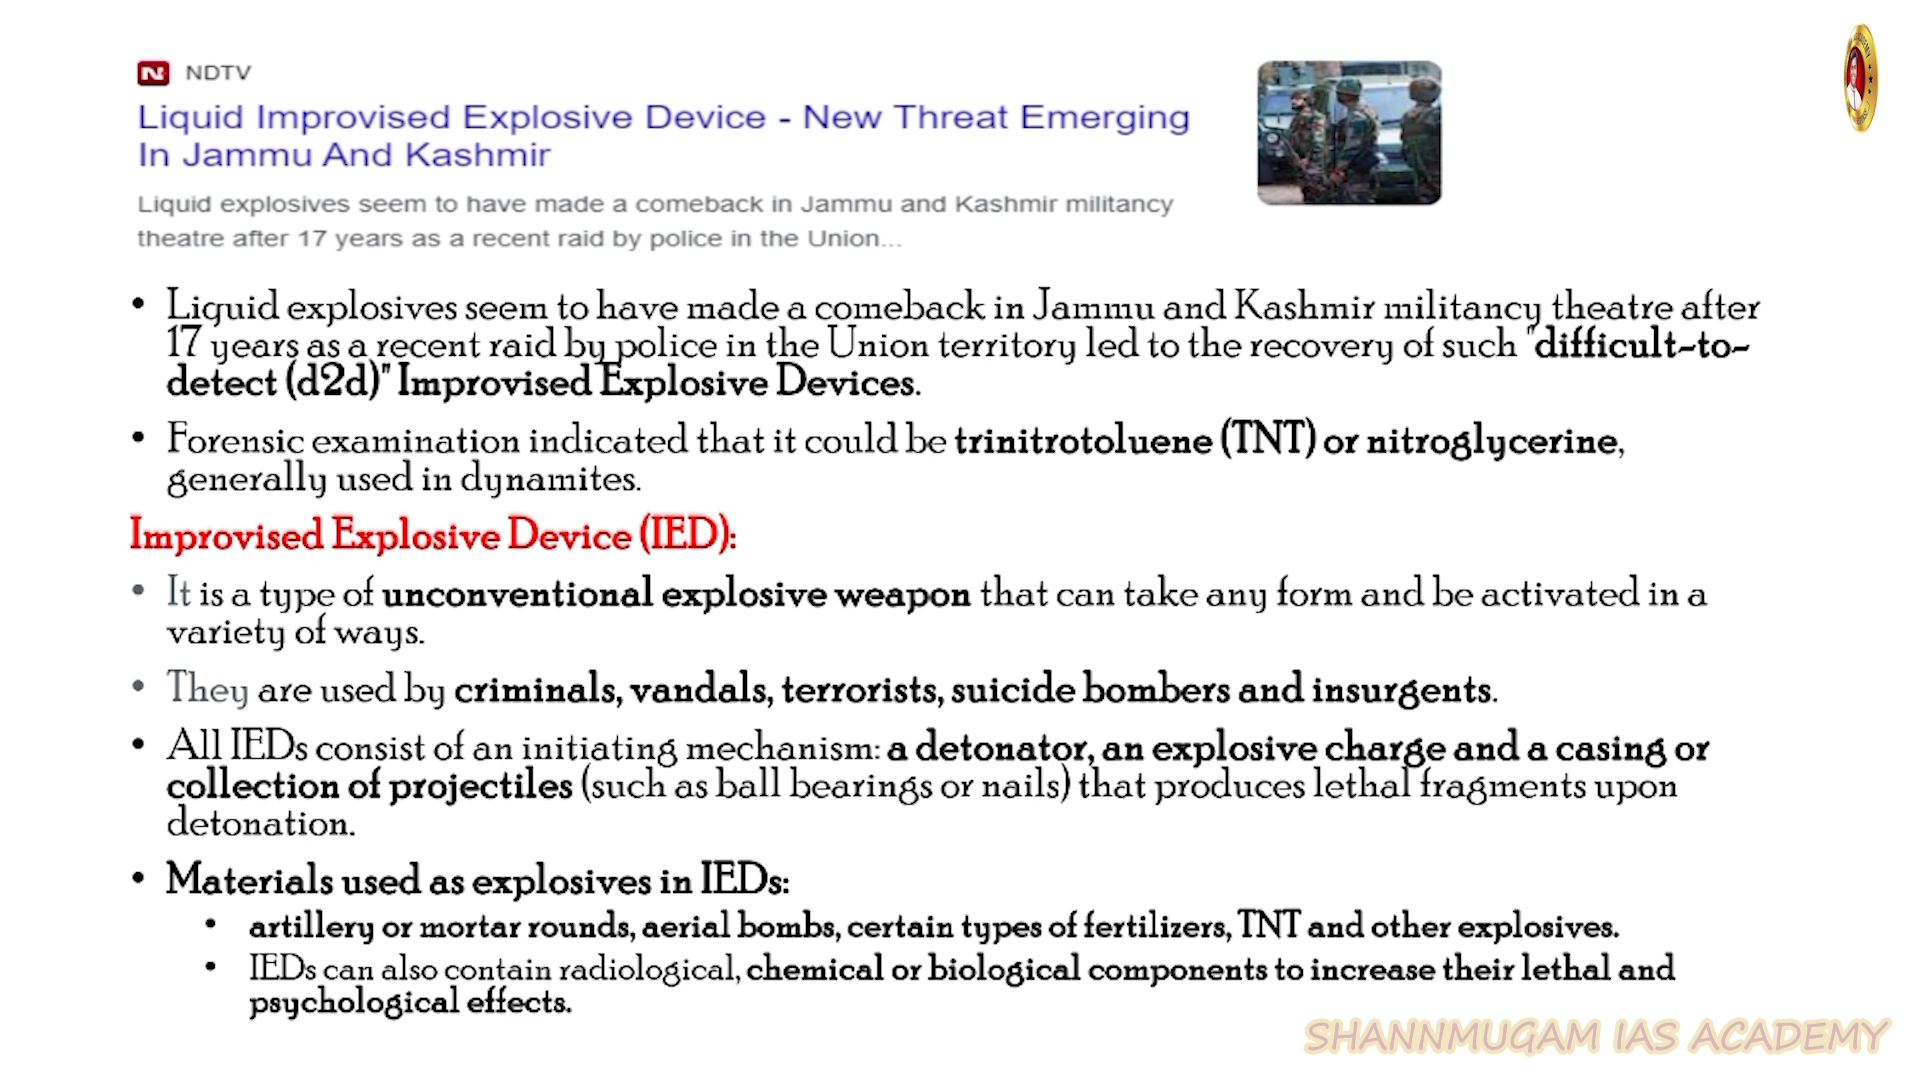 NDTV
Liquid Improvised Explosive Device - New Threat Emerging
In Jammu And Kashmir
Liquid explosives seem to have made a comeback in Jammu and Kashmir militancy
theatre after 17 years as a recent raid by police in the Union...
• Liquid explosives seem to have made a comeback in Jammu and Kashmir militancy theatre after
17 years as a recent raid by police in the Union territory led to the recovery of such "difficult-to-
detect (d2d)" Improvised Explosive Devices.
• Forensic examination indicated that it could be trinitrotoluene (TNT) or nitroglycerine,
generally used in dynamites.
Improvised Explosive Device (IED):
• It is a type of unconventional explosive weapon that can take any form and be activated in a
variety of ways.
• They are used by criminals, vandals, terrorists, suicide bombers and insurgents.
• All IEDs consist of an initiating mechanism: a detonator, an explosive charge and a casing or
collection of projectiles (such as ball bearings or nails) that produces lethal fragments upon
detonation.
• Materials used as explosives in IEDs:
• artillery or mortar rounds, aerial bombs, certain types of fertilizers, TNT and other explosives.
• IEDs can also contain radiological, chemical or biological components to increase their lethal and
psychological effects.
SHANNMUGAM IAS ACADEMY